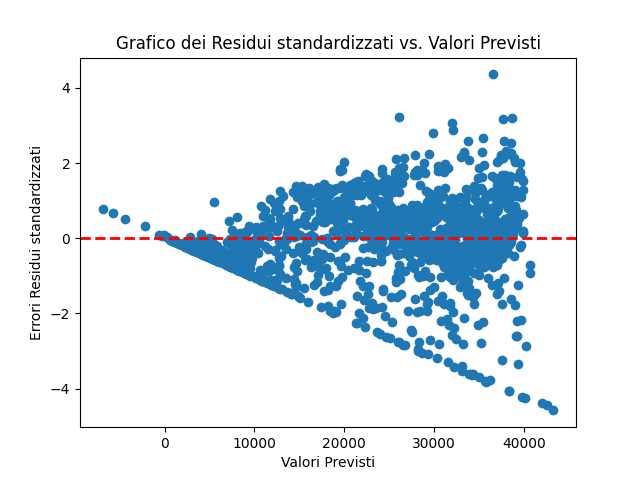 Grafico dei Residui standardizzati vs. Valori Previsti
Errori Residui standardizzati
4
2
0
−2
−4
0 10000 20000 30000 40000
Valori Previsti